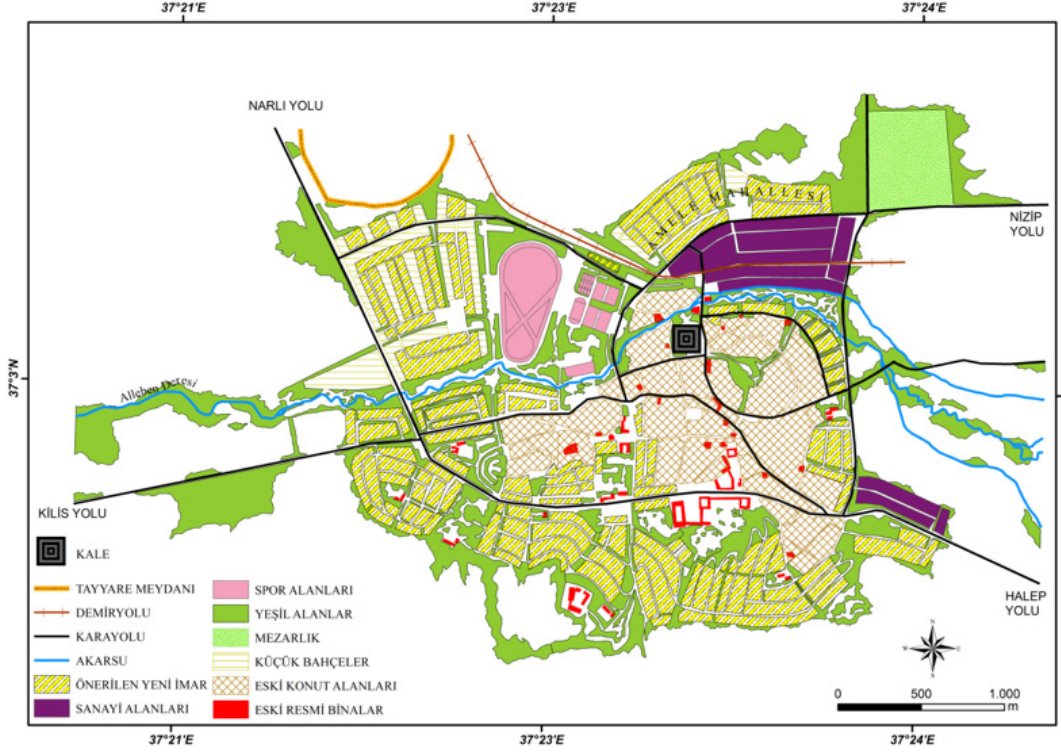 37°21'E
37°23'E
37°24'E
NARLI YOLU
AMELE MAHALLESİ
NİZİP
YOLU
37°3'N
Alleben Deresi
KİLİS YOLU
HALEP
YOLU
KALE
TAYYARE MEYDANI
DEMİRYOLU
KARAYOLU
AKARSU
ÖNERİLEN YENİ İMAR
SANAYİ ALANLARI
SPOR ALANLARI
YEŞİL ALANLAR
MEZARLIK
KÜÇÜK BAHÇELER
ESKİ KONUT ALANLARI
ESKİ RESMİ BİNALAR
N
W
E
S
0 500 1.000
m
37°21'E
37°23'E
37°24'E